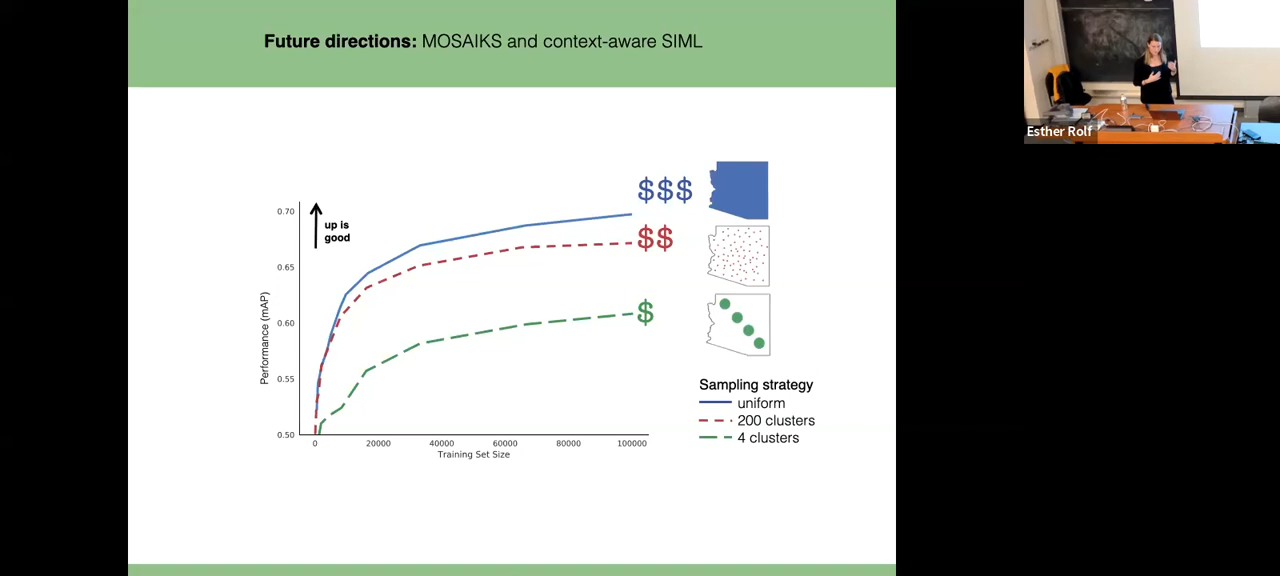 Future directions: MOSAIKS and context-aware SIML
Esther Rolf
$$$
$$
$
up is
good
0.70
0.65
0.60
0.55
0.50
Performance (mAP)
0
20000
40000
60000
80000
100000
Training Set Size
Sampling strategy
uniform
200 clusters
4 clusters